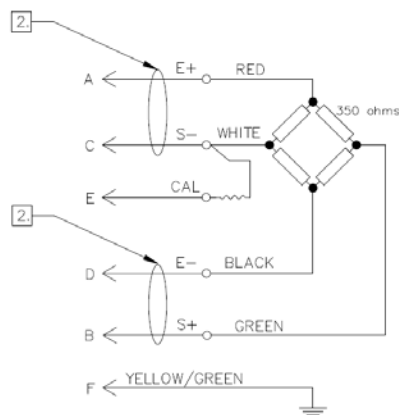 2.
A E+ RED
350 ohms
C S- WHITE
E CAL
2.
D E- BLACK
B S+ GREEN
F YELLOW/GREEN